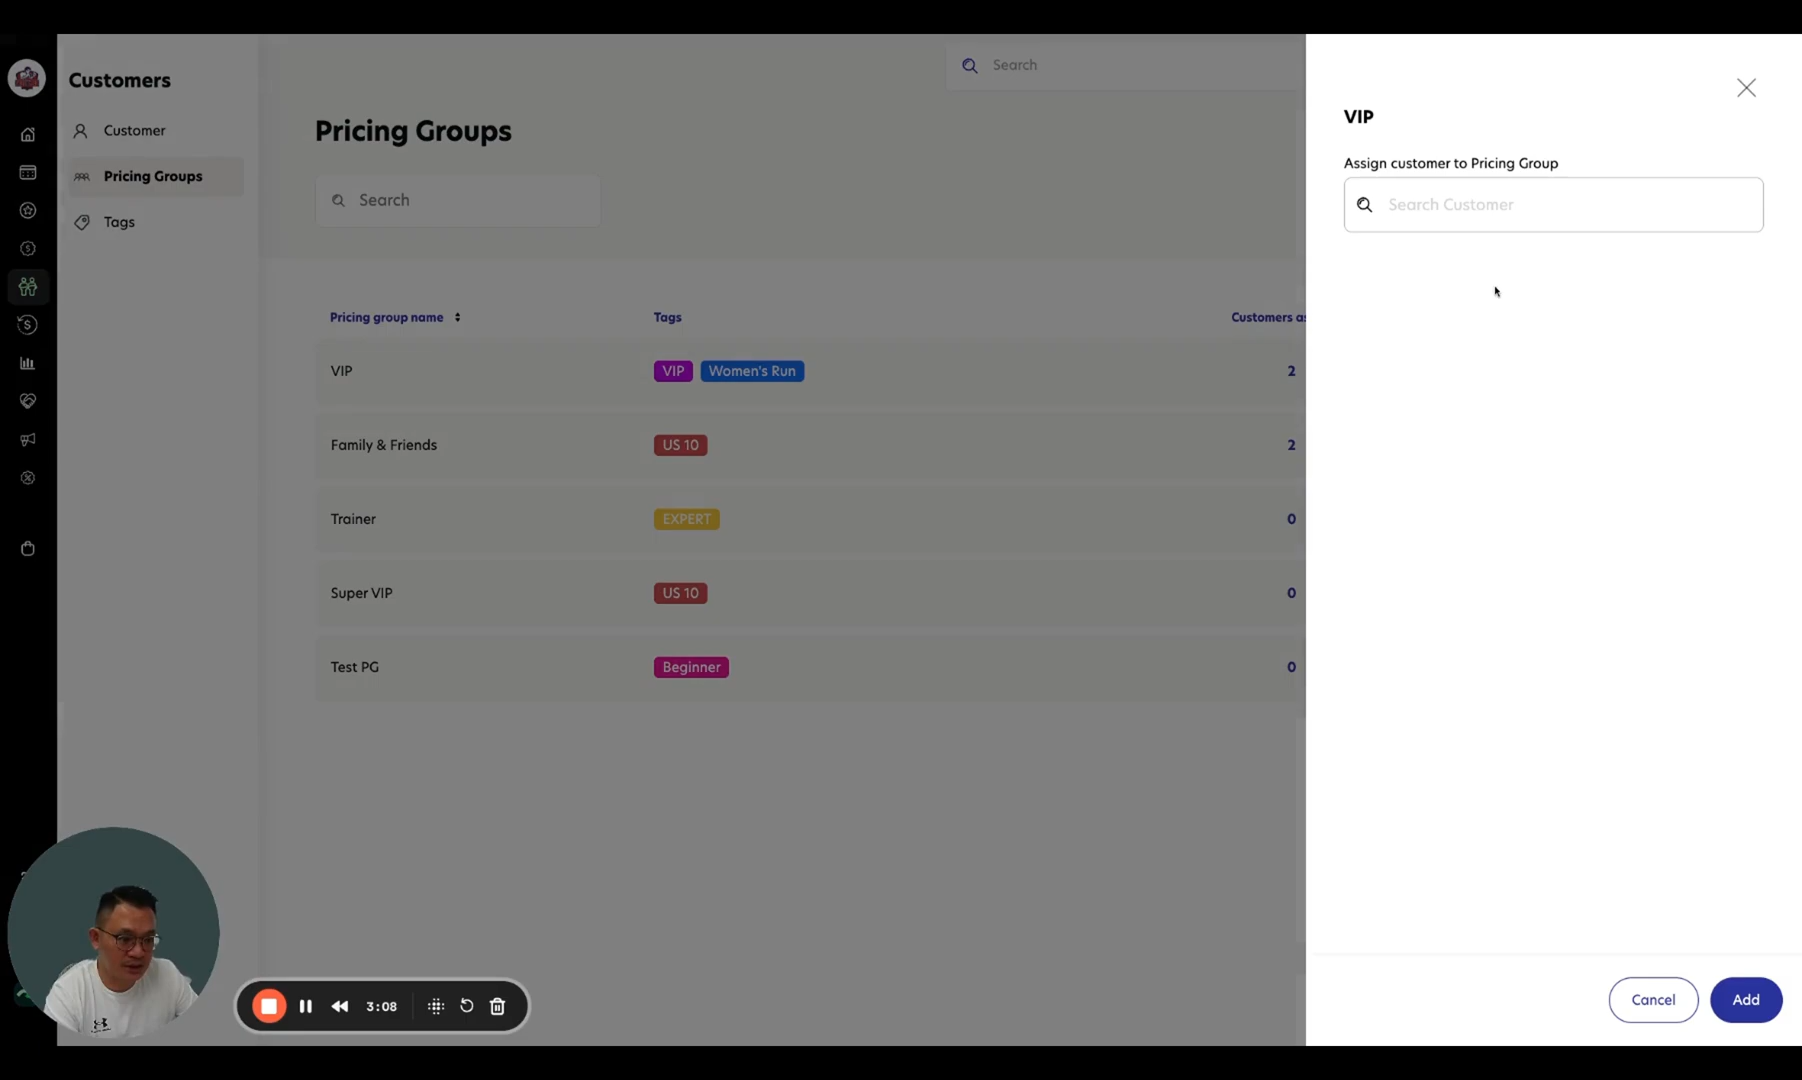 Customers
Customer
Pricing Groups
Tags
Search
Pricing Groups
Search
Pricing group name
Tags
Customers as
VIP
VIP
Women's Run
2
Family & Friends
US 10
2
Trainer
EXPERT
0
Super VIP
US 10
0
Test PG
Beginner
0
VIP
Assign customer to Pricing Group
Search Customer
Cancel
Add
3:08